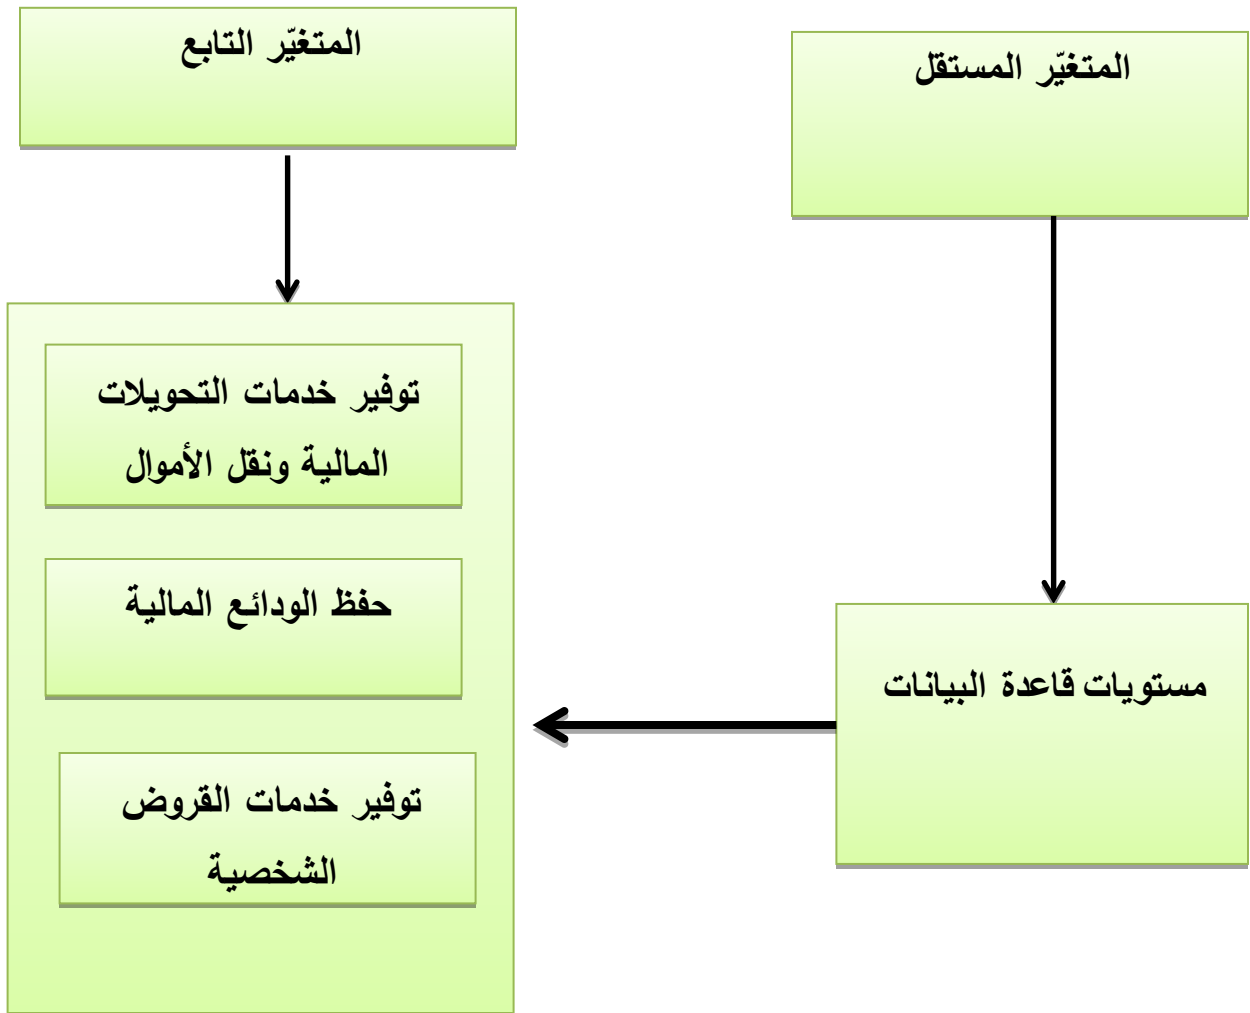 المتغيّر المستقل
المتغيّر التابع
توفير خدمات التحويلات
المالية ونقل الأموال
حفظ الودائع المالية
مستويات قاعدة البيانات
توفير خدمات القروض
الشخصية